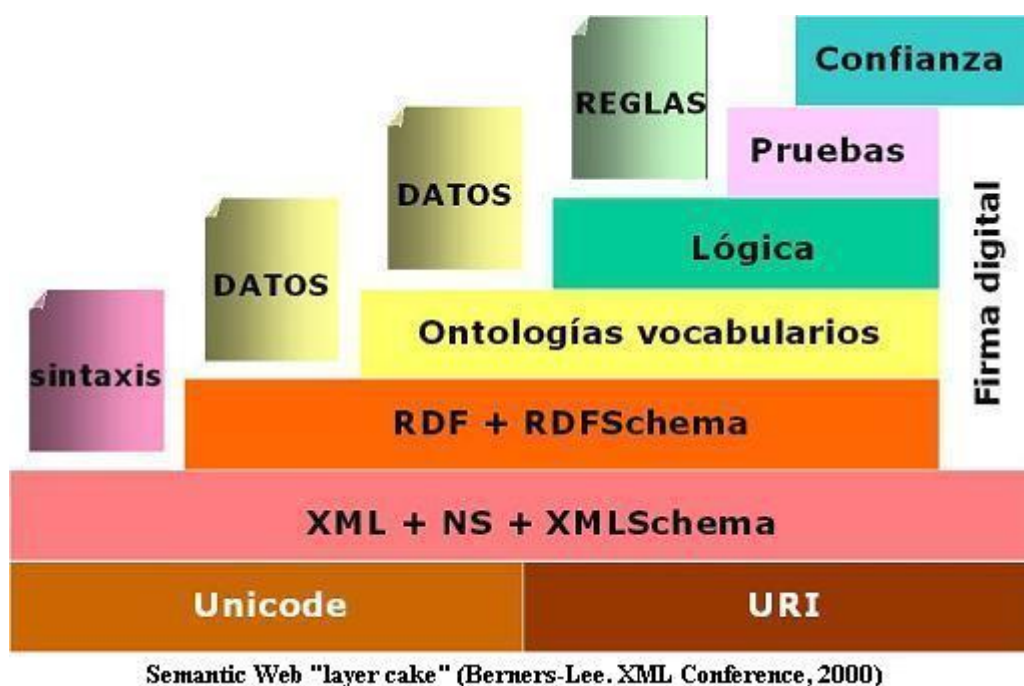 Confianza
REGLAS
Pruebas
DATOS
Lógica
DATOS
Ontologías vocabularios
Firma digital
sintaxis
RDF + RDFSchema
XML + NS + XMLSchema
Unicode
URI
Semantic Web "layer cake" (Berners-Lee. XML Conference, 2000)